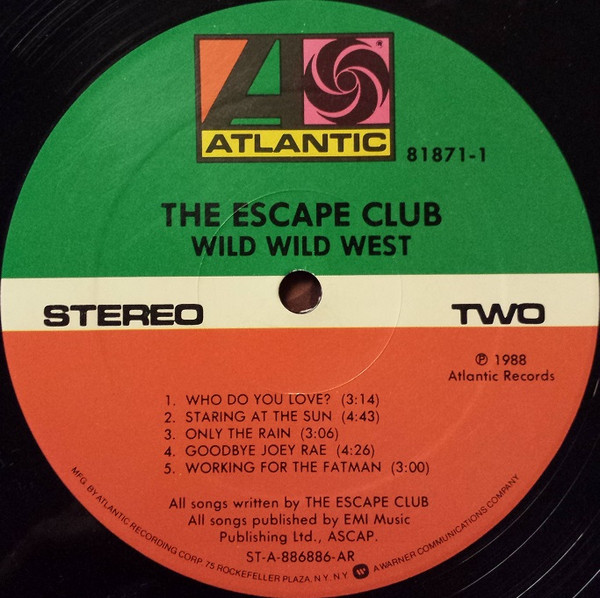 ATLANTIC
81871-1
THE ESCAPE CLUB
WILD WILD WEST
STEREO TWO
℗ 1988
Atlantic Records
1. WHO DO YOU LOVE? (3:14)
2. STARING AT THE SUN (4:43)
3. ONLY THE RAIN (3:06)
4. GOODBYE JOEY RAE (4:26)
5. WORKING FOR THE FATMAN (3:00)
All songs written by THE ESCAPE CLUB
All songs published by EMI Music
Publishing Ltd., ASCAP.
ST-A-886886-AR
MFG. BY ATLANTIC RECORDING CORP. 75 ROCKEFELLER PLAZA, N.Y. N.Y. A WARNER COMMUNICATIONS COMPANY